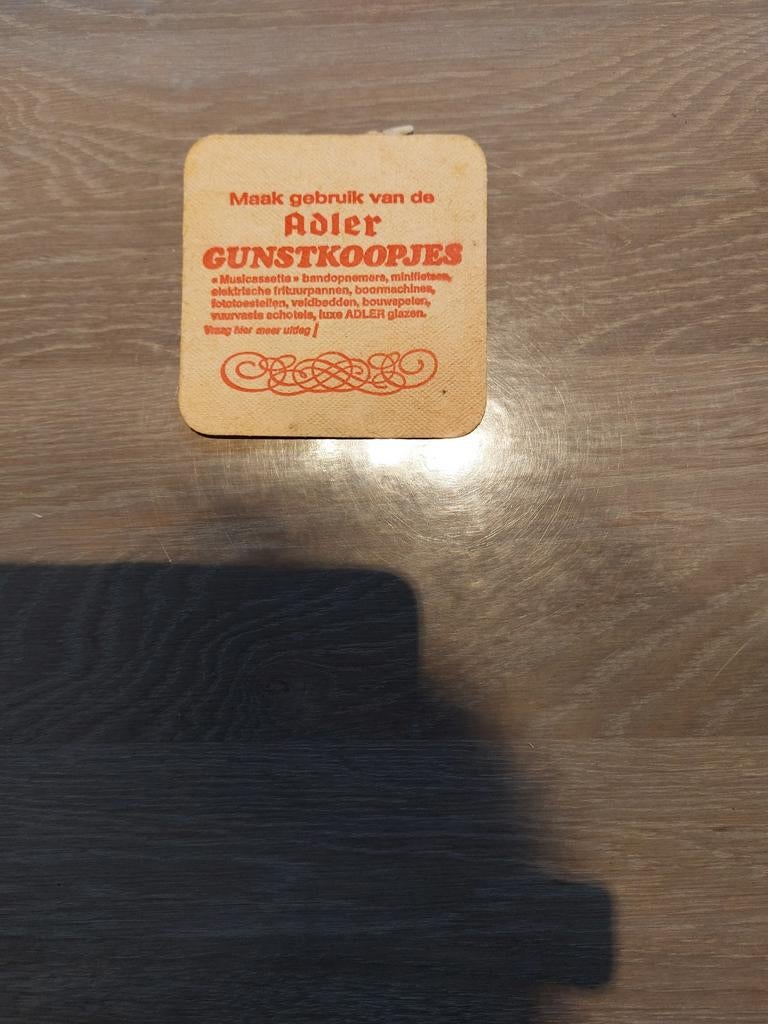 Maak gebruik van de
Adler
GUNSTKOOPJES
«Musicassette» bandopnemers, minifietsen,
elektrische frituurpannen, boormachines,
fototoestellen, veldbedden, bouwspelen,
vuurvaste schotels, luxe ADLER glazen.
Vraag hier meer uitleg !